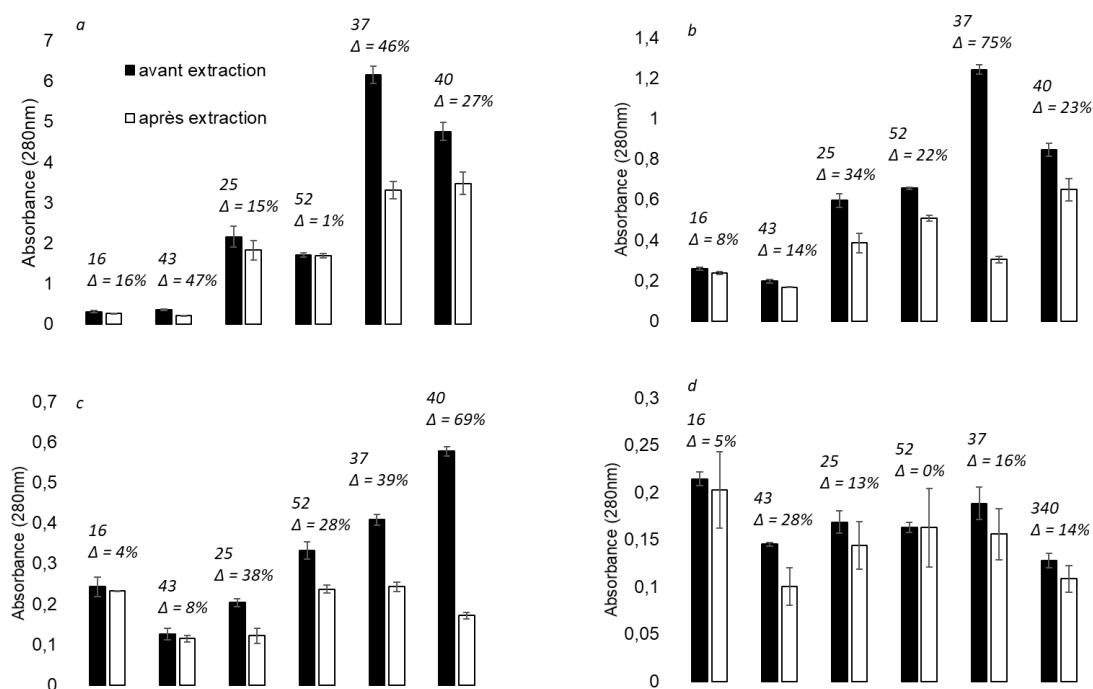 a
7
6
5
4
3
2
1
0
Absorbance (280nm)
avant extraction
après extraction
16
Δ = 16%
43
Δ = 47%
25
Δ = 15%
52
Δ = 1%
37
Δ = 46%
40
Δ = 27%
b
1,4
1,2
1
0,8
0,6
0,4
0,2
0
Absorbance (280nm)
16
Δ = 8%
43
Δ = 14%
25
Δ = 34%
52
Δ = 22%
37
Δ = 75%
40
Δ = 23%
c
0,7
0,6
0,5
0,4
0,3
0,2
0,1
0
Absorbance (280nm)
16
Δ = 4%
43
Δ = 8%
25
Δ = 38%
52
Δ = 28%
37
Δ = 39%
40
Δ = 69%
d
0,3
0,25
0,2
0,15
0,1
0,05
0
Absorbance (280nm)
16
Δ = 5%
43
Δ = 28%
25
Δ = 13%
52
Δ = 0%
37
Δ = 16%
340
Δ = 14%